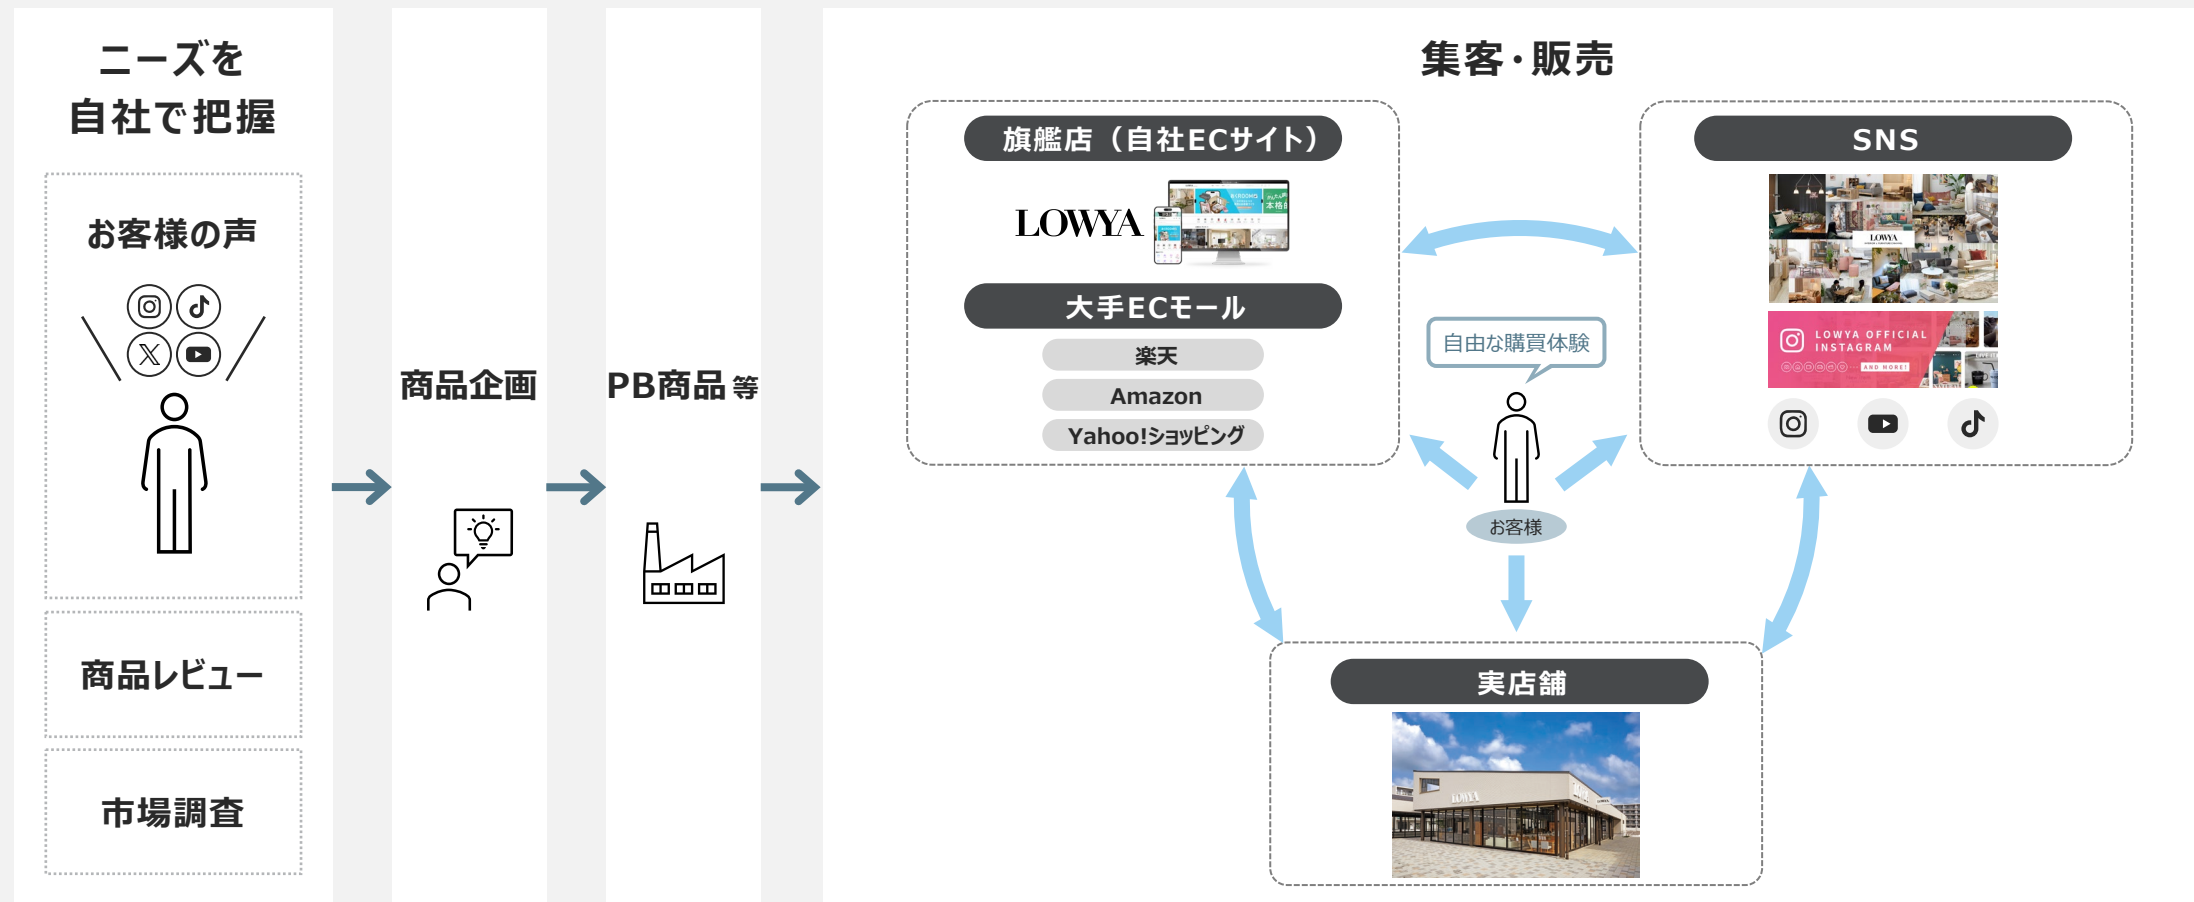 ニーズを
自社で把握
お客様の声
商品レビュー
市場調査
商品企画
PB商品 等
集客・販売
旗艦店（自社ECサイト）
LOWYA
大手ECモール
楽天
Amazon
Yahoo!ショッピング
自由な購買体験
お客様
SNS
LOWYA
LOWYA OFFICIAL
INSTAGRAM
AND MORE!
実店舗
LOWYA